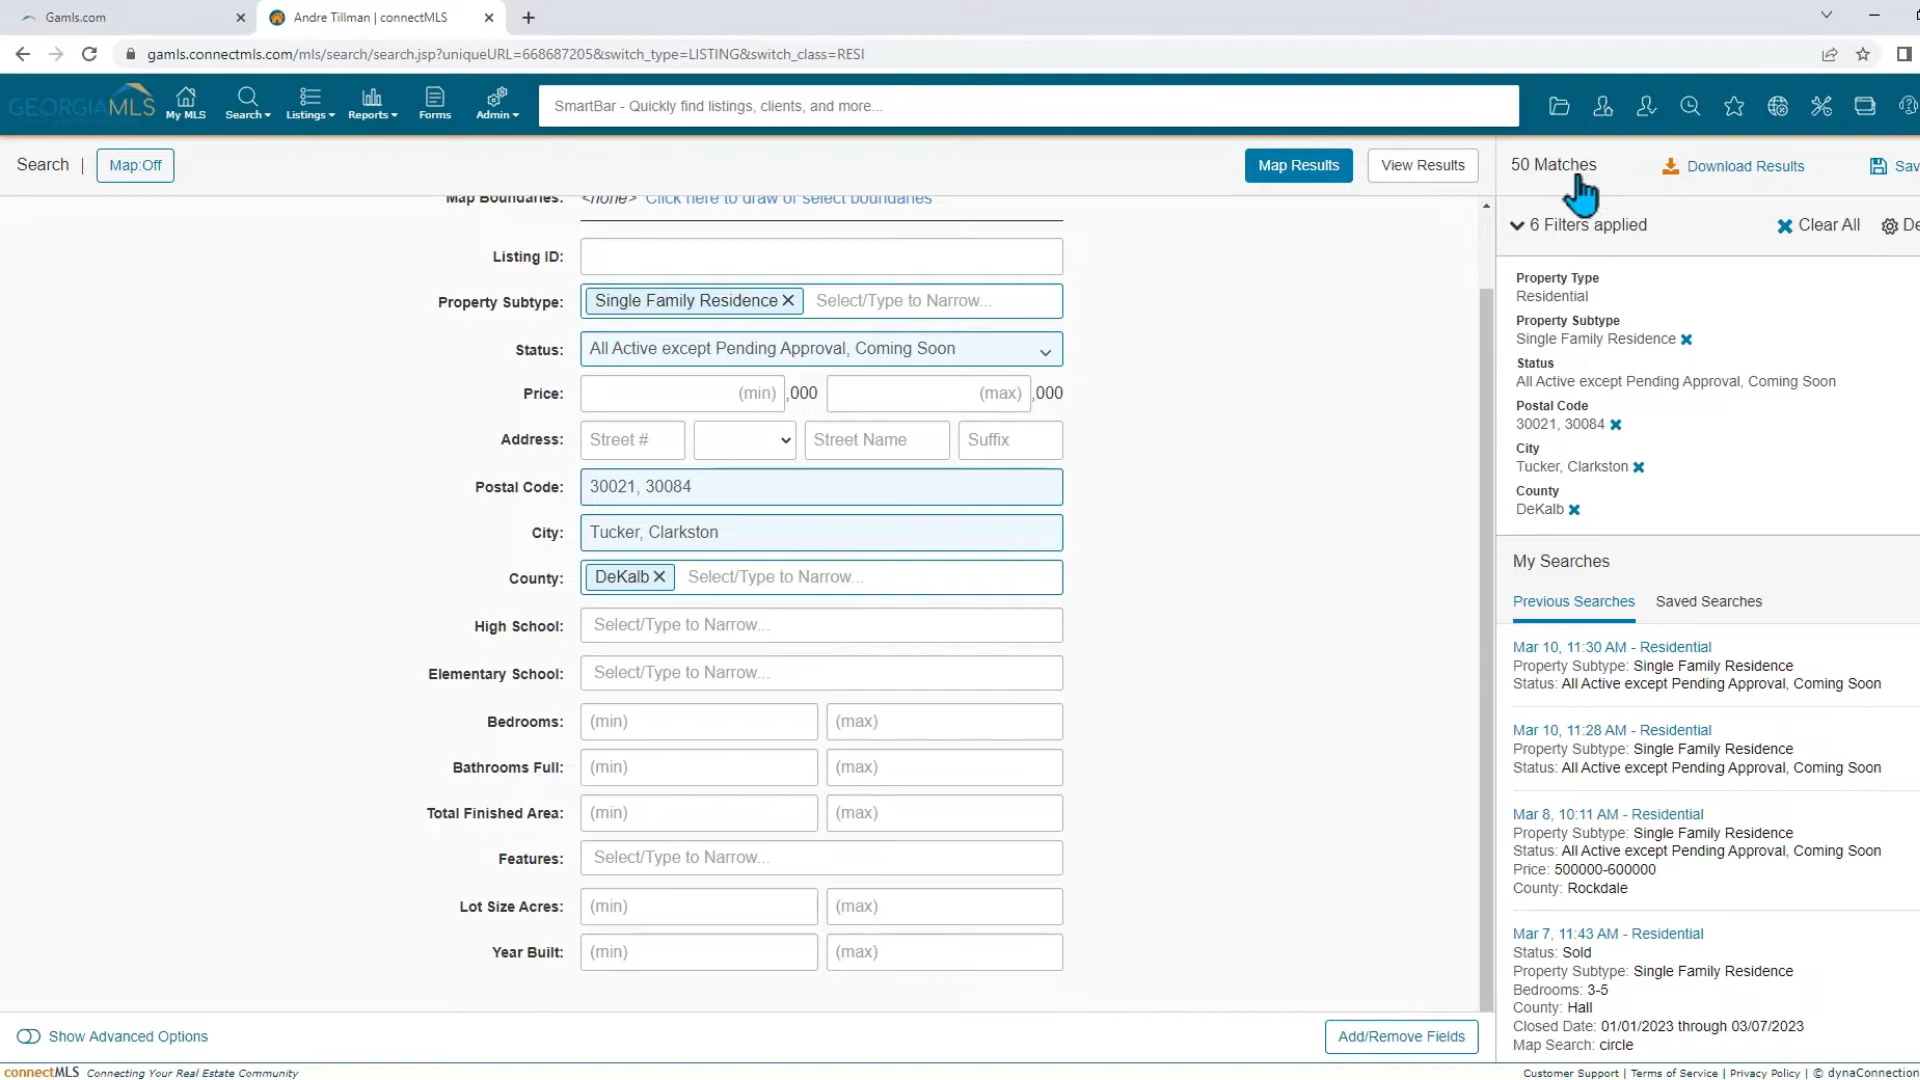 Gamls.com
Andre Tillman | connectMLS
gamls.connectmls.com/mls/search/search.jsp?uniqueURL=668687205&switch_type=LISTING&switch_class=RESI
GEORGIAMLS
My MLS
Search
Listings
Reports
Forms
Admin
SmartBar - Quickly find listings, clients, and more...
Search | Map:Off
Map Results
View Results
50 Matches
Download Results
Sav
Map Boundaries: <none> Click here to draw or select boundaries
Listing ID:
Property Subtype: Single Family Residence Select/Type to Narrow...
Status: All Active except Pending Approval, Coming Soon
Price: (min) ,000 (max) ,000
Address: Street # Street Name Suffix
Postal Code: 30021, 30084
City: Tucker, Clarkston
County: DeKalb Select/Type to Narrow...
High School: Select/Type to Narrow...
Elementary School: Select/Type to Narrow...
Bedrooms: (min) (max)
Bathrooms Full: (min) (max)
Total Finished Area: (min) (max)
Features: Select/Type to Narrow...
Lot Size Acres: (min) (max)
Year Built: (min) (max)
Show Advanced Options
Add/Remove Fields
6 Filters applied
Clear All
De
Property Type
Residential
Property Subtype
Single Family Residence
Status
All Active except Pending Approval, Coming Soon
Postal Code
30021, 30084
City
Tucker, Clarkston
County
DeKalb
My Searches
Previous Searches
Saved Searches
Mar 10, 11:30 AM - Residential
Property Subtype: Single Family Residence
Status: All Active except Pending Approval, Coming Soon
Mar 10, 11:28 AM - Residential
Property Subtype: Single Family Residence
Status: All Active except Pending Approval, Coming Soon
Mar 8, 10:11 AM - Residential
Property Subtype: Single Family Residence
Status: All Active except Pending Approval, Coming Soon
Price: 500000-600000
County: Rockdale
Mar 7, 11:43 AM - Residential
Status: Sold
Property Subtype: Single Family Residence
Bedrooms: 3-5
County: Hall
Closed Date: 01/01/2023 through 03/07/2023
Map Search: circle
connectMLS Connecting Your Real Estate Community
Customer Support | Terms of Service | Privacy Policy | © dynaConnection